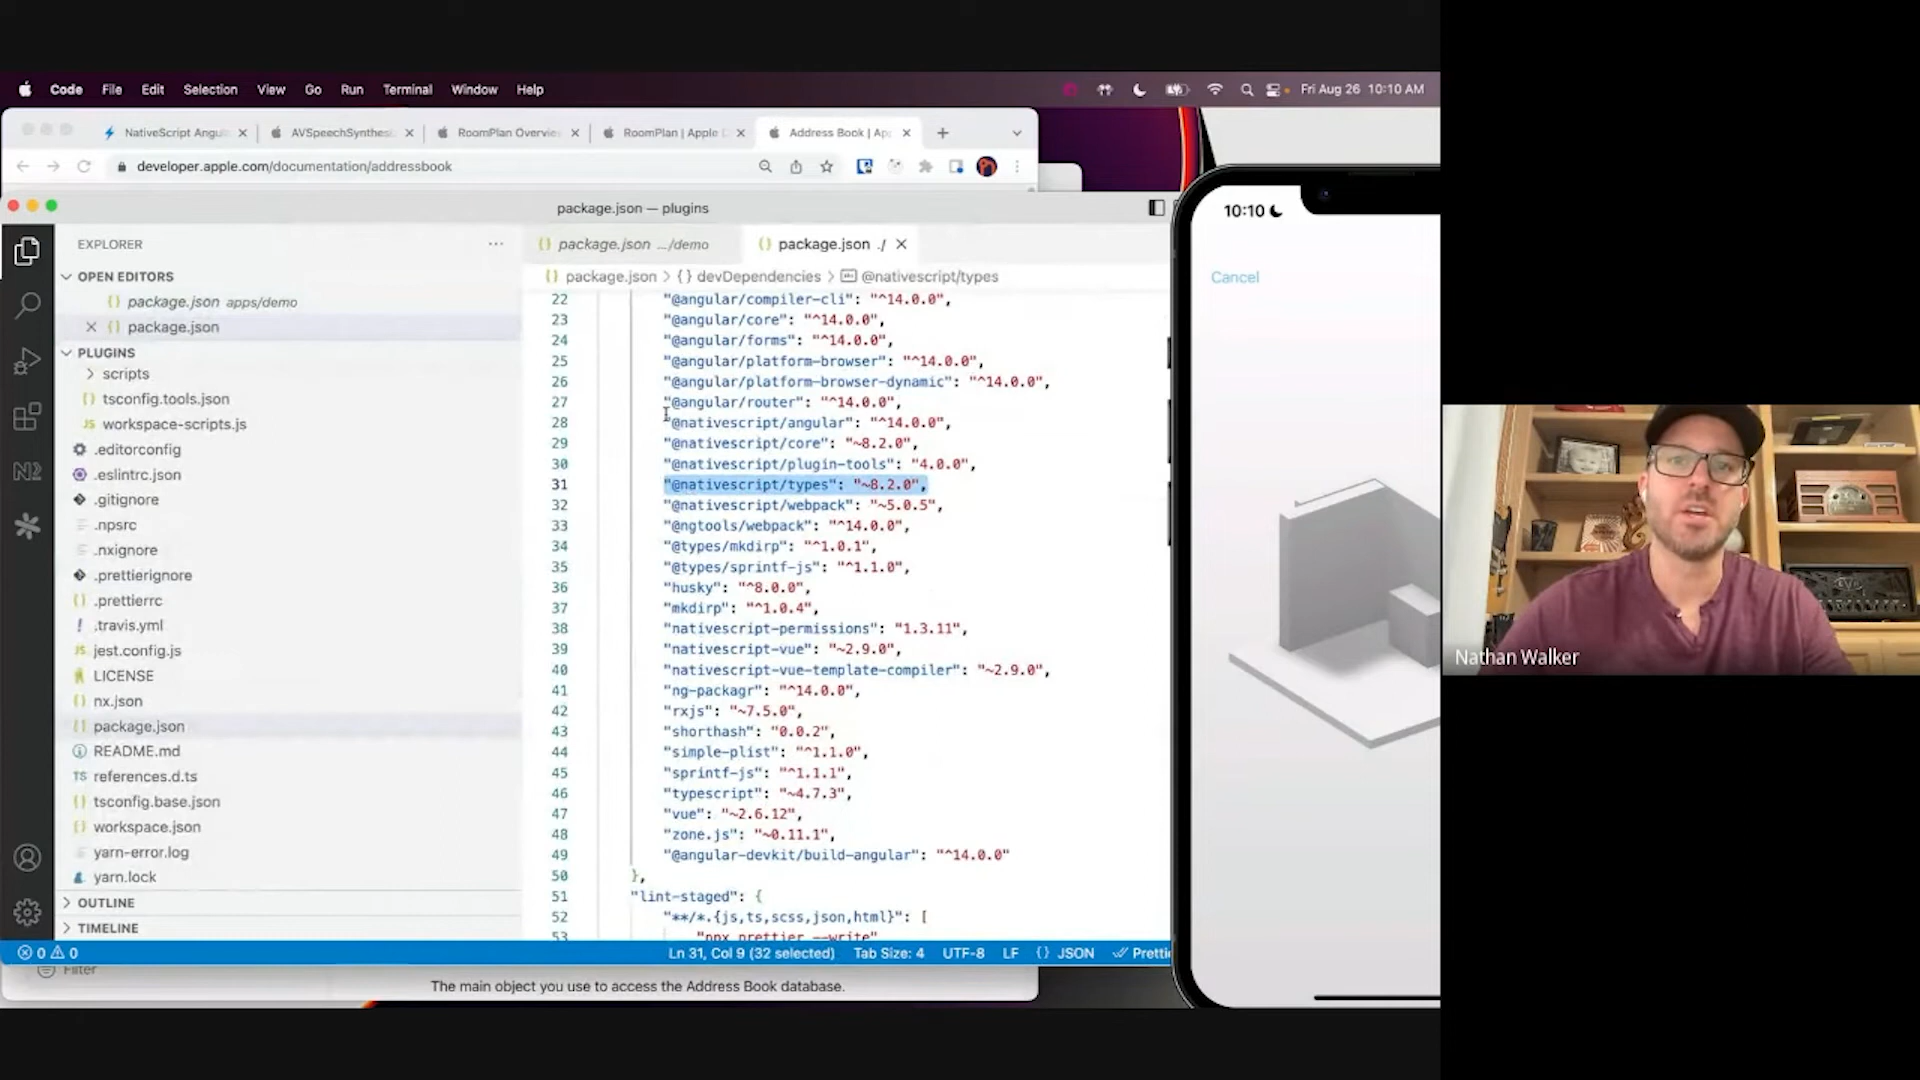 Code File Edit Selection View Go Run Terminal Window Help Fri Aug 26 10:10 AM
NativeScript Angul AVSpeechSynthesi RoomPlan Overvie RoomPlan | Apple D Address Book | Ap
developer.apple.com/documentation/addressbook
package.json — plugins
EXPLORER
OPEN EDITORS
package.json apps/demo
package.json
PLUGINS
scripts
tsconfig.tools.json
workspace-scripts.js
.editorconfig
.eslintrc.json
.gitignore
.npsrc
.nxignore
.prettierignore
.prettierrc
.travis.yml
jest.config.js
LICENSE
nx.json
package.json
README.md
references.d.ts
tsconfig.base.json
workspace.json
yarn-error.log
yarn.lock
OUTLINE
TIMELINE
package.json .../demo package.json ./
package.json > {} devDependencies > @nativescript/types
22 "@angular/compiler-cli": "^14.0.0",
23 "@angular/core": "^14.0.0",
24 "@angular/forms": "^14.0.0",
25 "@angular/platform-browser": "^14.0.0",
26 "@angular/platform-browser-dynamic": "^14.0.0",
27 "@angular/router": "^14.0.0",
28 "@nativescript/angular": "^14.0.0",
29 "@nativescript/core": "~8.2.0",
30 "@nativescript/plugin-tools": "4.0.0",
31 "@nativescript/types": "~8.2.0",
32 "@nativescript/webpack": "~5.0.5",
33 "@ngtools/webpack": "^14.0.0",
34 "@types/mkdirp": "^1.0.1",
35 "@types/sprintf-js": "^1.1.0",
36 "husky": "^8.0.0",
37 "mkdirp": "^1.0.4",
38 "nativescript-permissions": "1.3.11",
39 "nativescript-vue": "~2.9.0",
40 "nativescript-vue-template-compiler": "~2.9.0",
41 "ng-packagr": "^14.0.0",
42 "rxjs": "~7.5.0",
43 "shorthash": "0.0.2",
44 "simple-plist": "^1.1.0",
45 "sprintf-js": "^1.1.1",
46 "typescript": "~4.7.3",
47 "vue": "~2.6.12",
48 "zone.js": "~0.11.1",
49 "@angular-devkit/build-angular": "^14.0.0"
50 },
51 "lint-staged": {
52 "**/*.{js,ts,scss,json,html}": [
53 "npx prettier --write"
0 0 Ln 31, Col 9 (32 selected) Tab Size: 4 UTF-8 LF {} JSON Prettie
Filter
The main object you use to access the Address Book database.
10:10
Cancel
Nathan Walker